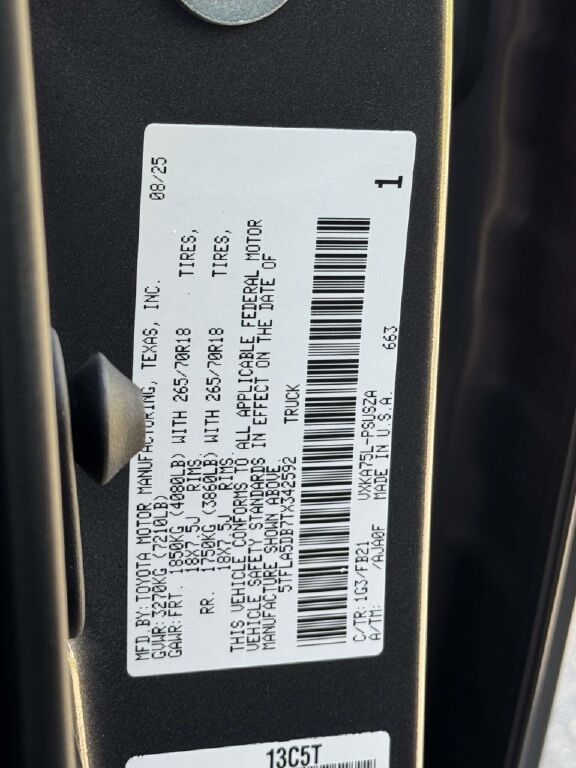 MFD.BY:TOYOTA MOTOR MANUFACTURING, TEXAS, INC. 08/25
GVWR:3270KG (7210LB)
GAWR:FRT. 1850KG (4080LB) WITH 265/70R18 TIRES,
18X7.5J RIMS,
RR. 1750KG (3860LB) WITH 265/70R18 TIRES,
18X7.5J RIMS.
THIS VEHICLE CONFORMS TO ALL APPLICABLE FEDERAL MOTOR
VEHICLE SAFETY STANDARDS IN EFFECT ON THE DATE OF
MANUFACTURE SHOWN ABOVE
5TFLA5DB7TX342592 TRUCK
C/TR:1G3/FB21 VXKA75L-PSUSZA 663
A/TM: /AJA0F MADE IN U.S.A.
1
13C5T